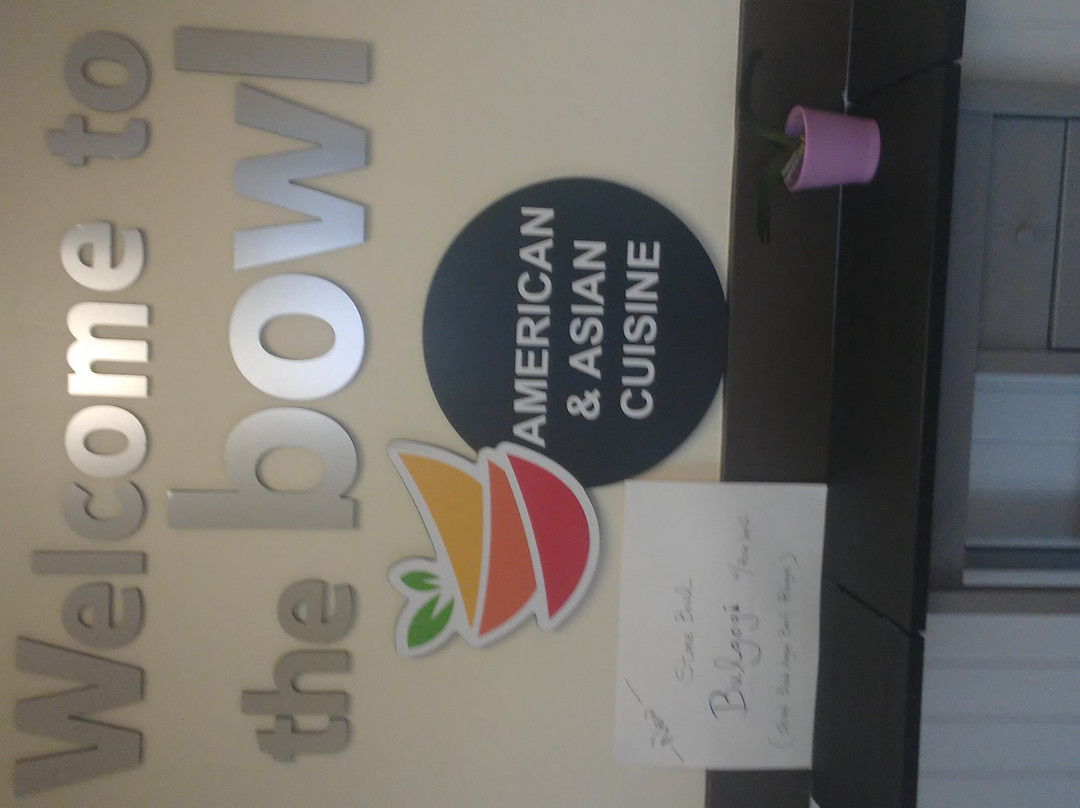 Welcome to
the bowl
AMERICAN
& ASIAN
CUISINE
Stone Bowl
Bulgogi w/